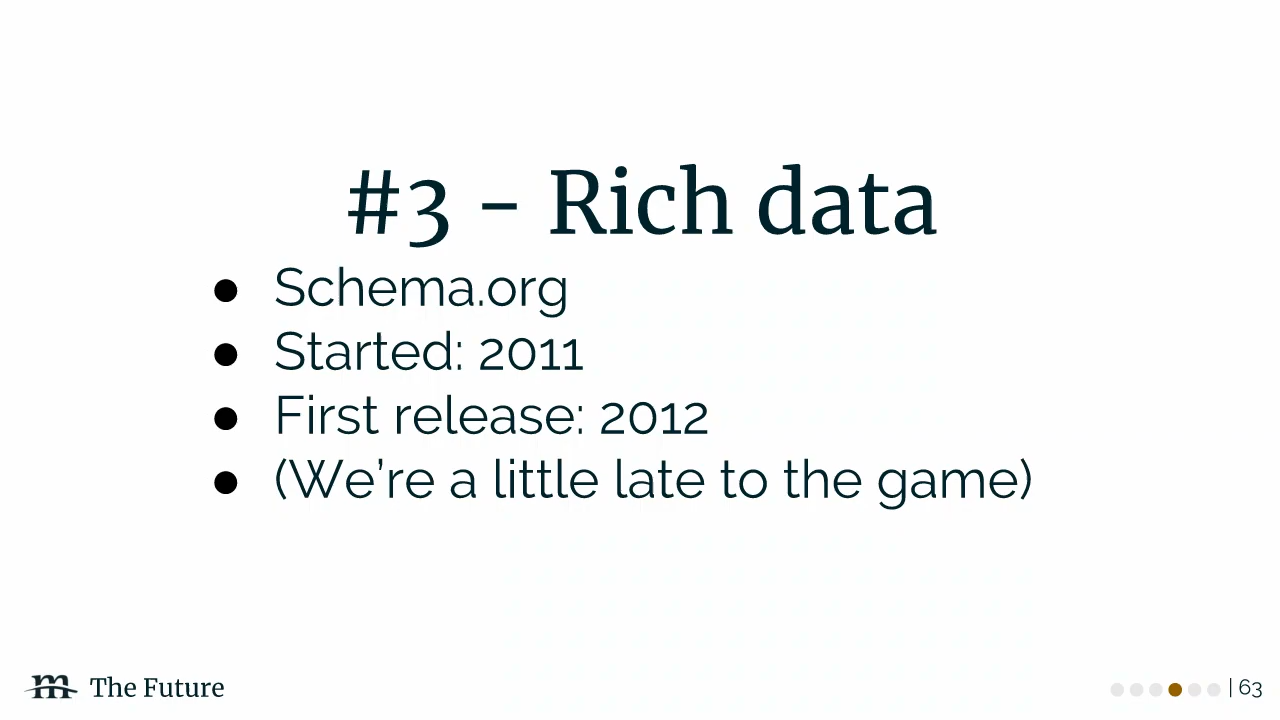 #3 - Rich data
● Schema.org
● Started: 2011
● First release: 2012
● (We’re a little late to the game)
m The Future
| 63